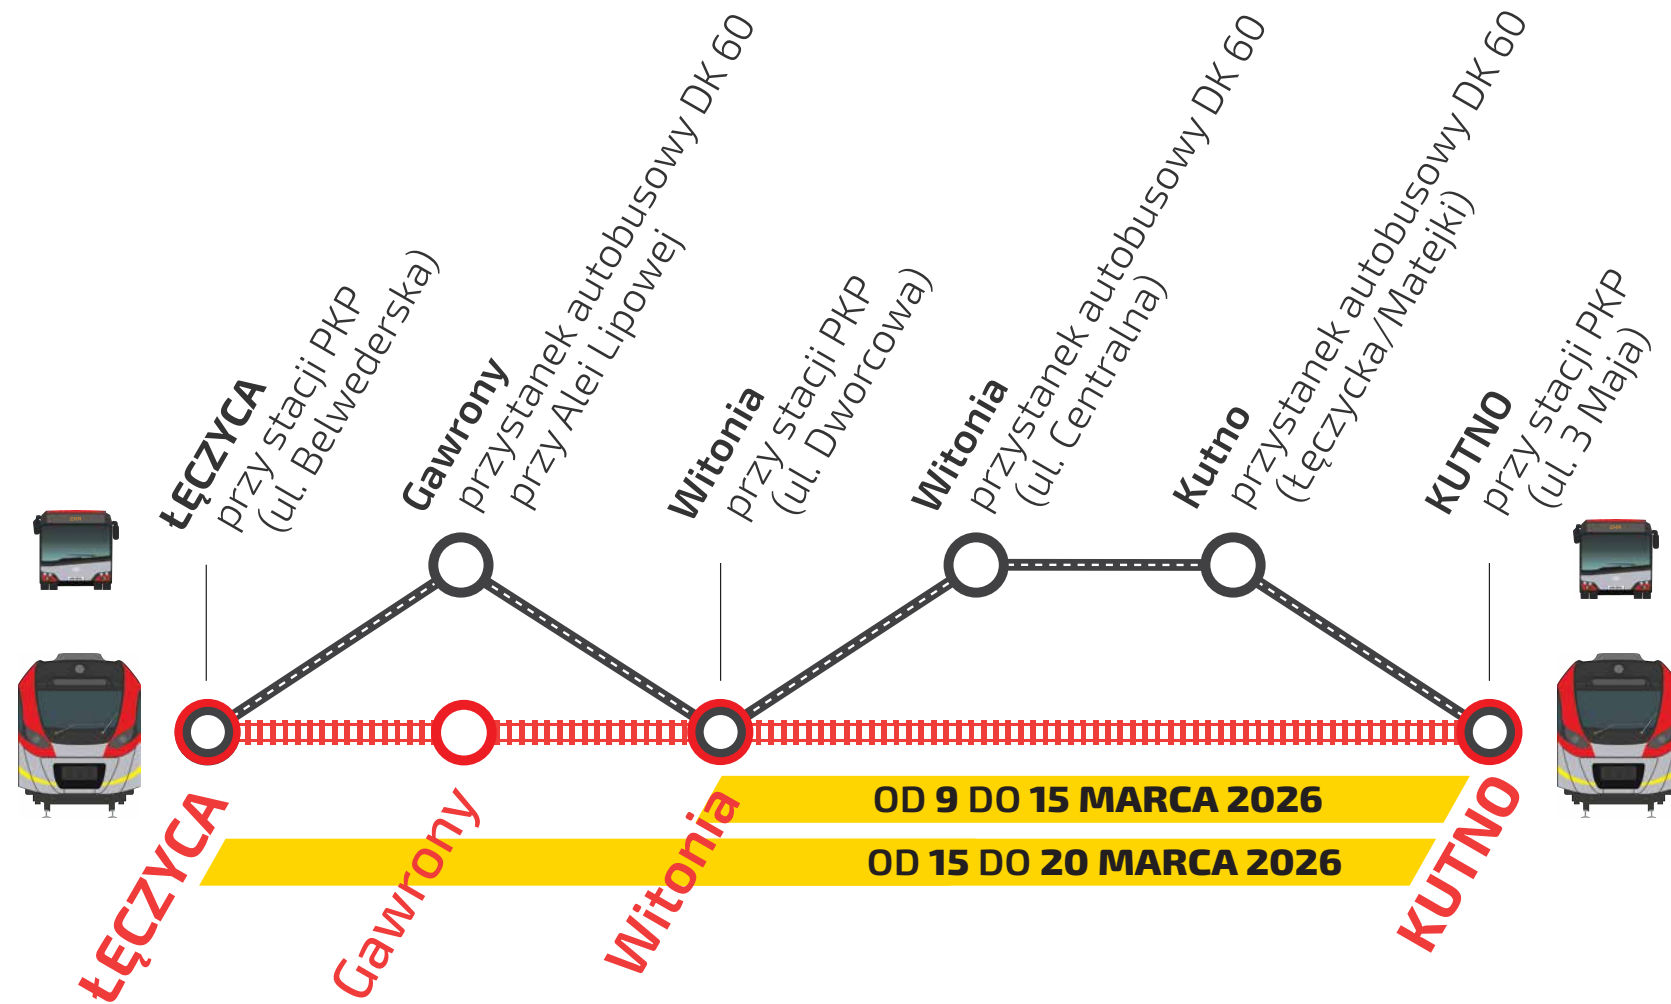 ŁĘCZYCA
przy stacji PKP
(ul. Belwederska)
Gawrony
przystanek autobusowy DK 60
przy Alei Lipowej
Witonia
przy stacji PKP
(ul. Dworcowa)
Witonia
przystanek autobusowy DK 60
(ul. Centralna)
Kutno
przystanek autobusowy DK 60
(Łęczycka/Matejki)
KUTNO
przy stacji PKP
(ul. 3 Maja)
OD 9 DO 15 MARCA 2026
OD 15 DO 20 MARCA 2026
ŁĘCZYCA
Gawrony
Witonia
KUTNO